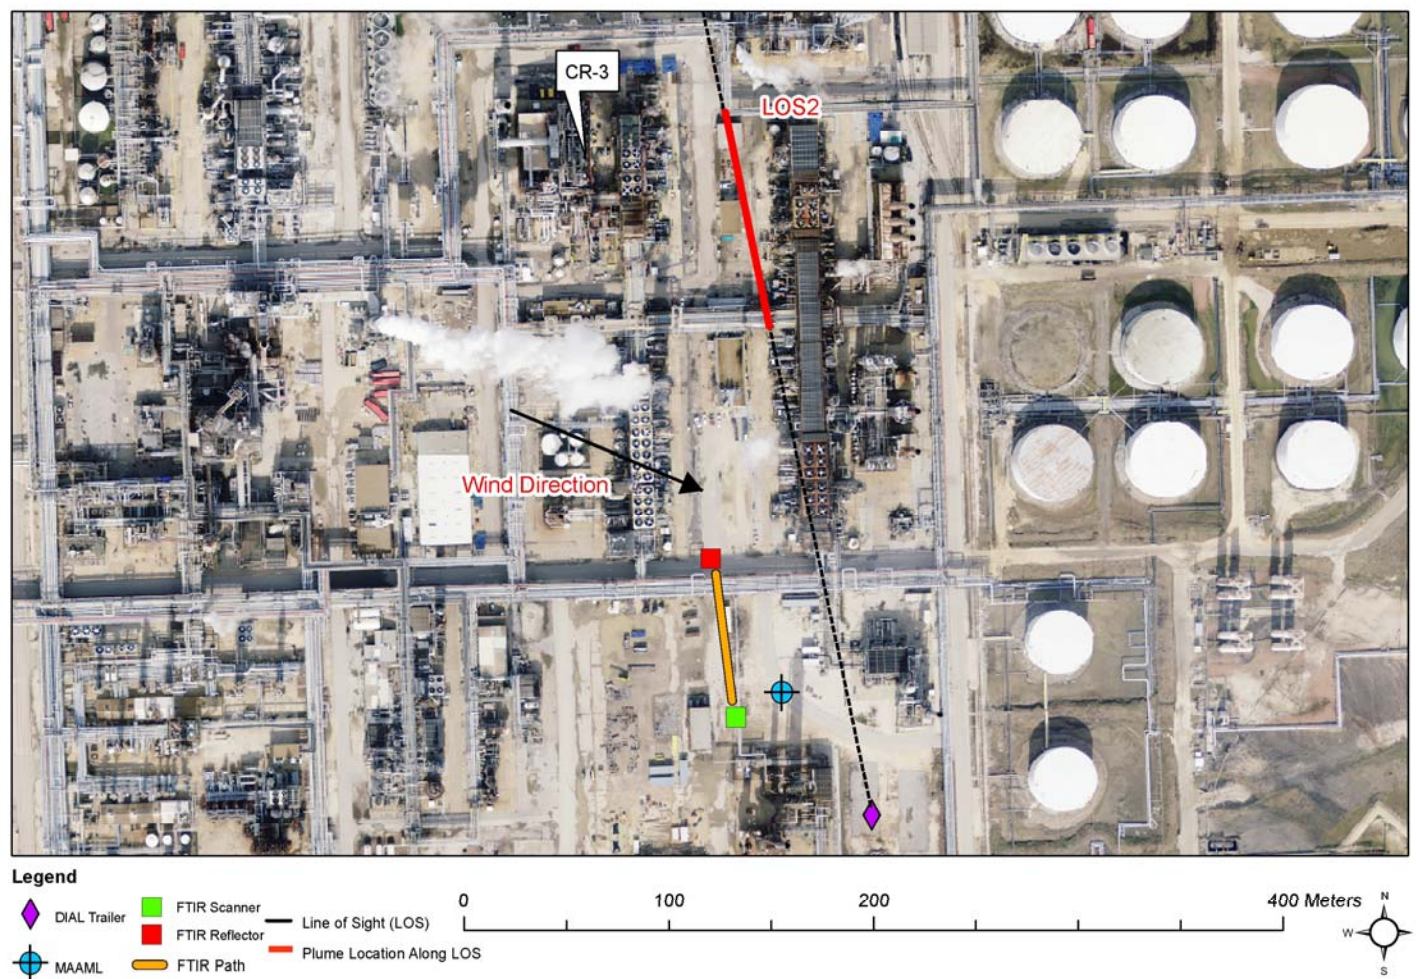 CR-3
LOS2
Wind Direction
Legend
DIAL Trailer
MAAML
FTIR Scanner
FTIR Reflector
FTIR Path
Line of Sight (LOS)
Plume Location Along LOS
0 100 200 400 Meters
N
W E
S